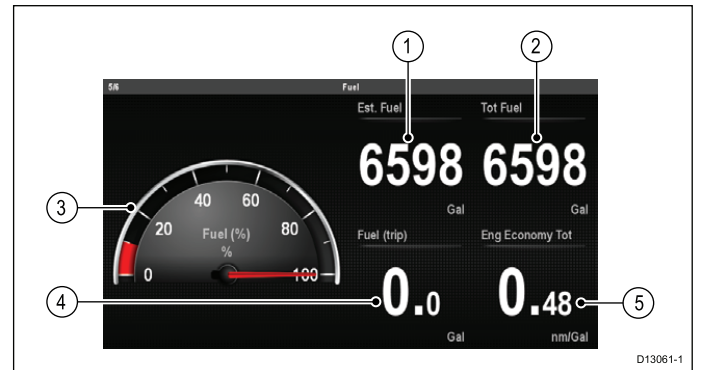 1
2
5/6
Fuel
Est. Fuel
Tot Fuel
6598
6598
Gal
Gal
3
40
60
20
80
Fuel (%)
%
0
100
Fuel (trip)
Eng Economy Tot
4
0.0
0.48
5
Gal
nm/Gal
D13061-1